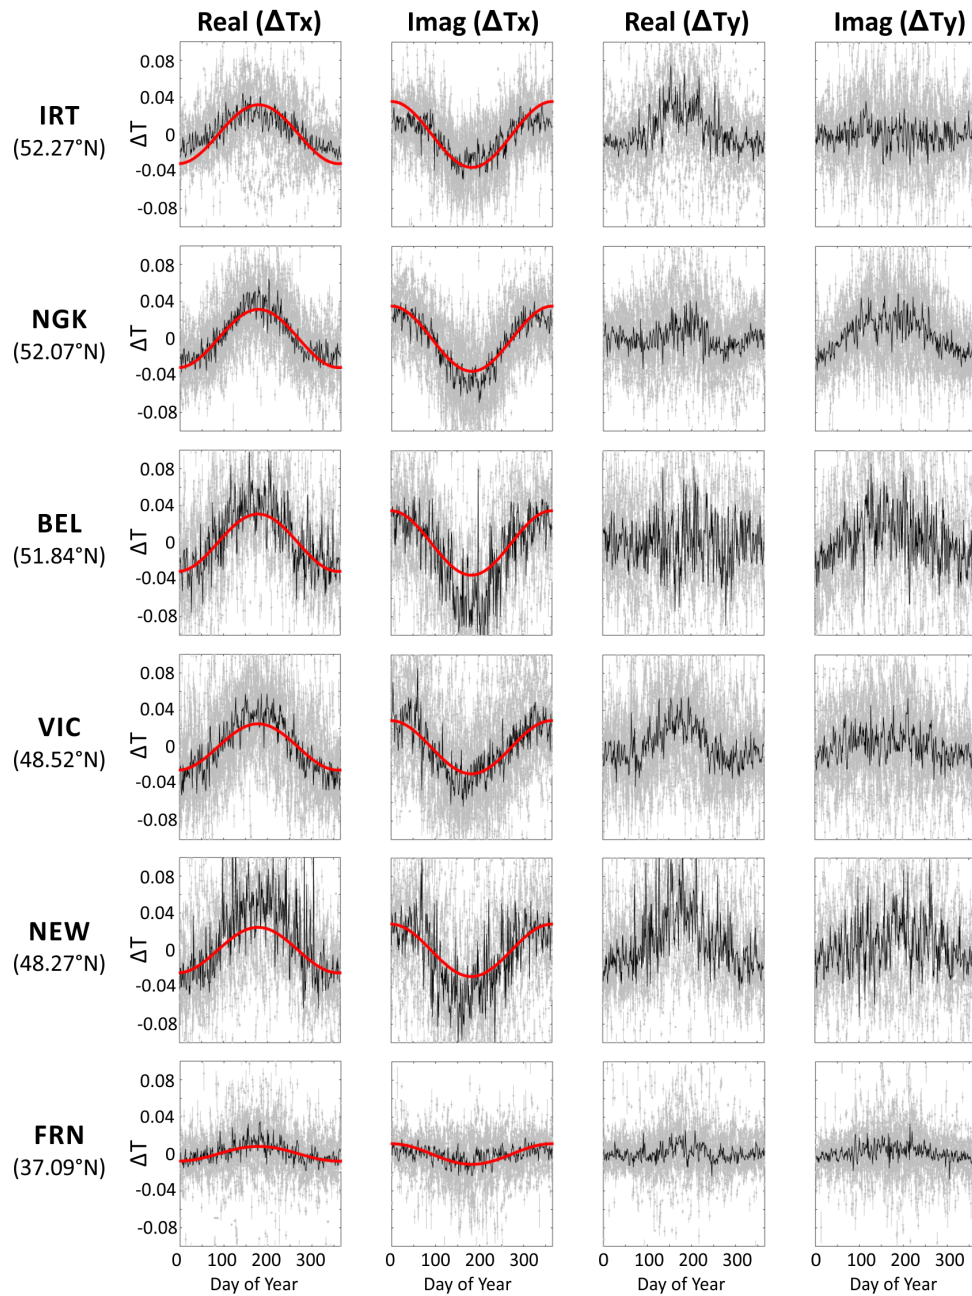 Real (ΔTx) Imag (ΔTx) Real (ΔTy) Imag (ΔTy)
IRT
(52.27°N)
ΔT
0.08
0.04
0
-0.04
-0.08
NGK
(52.07°N)
ΔT
0.08
0.04
0
-0.04
-0.08
BEL
(51.84°N)
ΔT
0.08
0.04
0
-0.04
-0.08
VIC
(48.52°N)
ΔT
0.08
0.04
0
-0.04
-0.08
NEW
(48.27°N)
ΔT
0.08
0.04
0
-0.04
-0.08
FRN
(37.09°N)
ΔT
0.08
0.04
0
-0.04
-0.08
0 100 200 300 0 100 200 300 0 100 200 300 0 100 200 300
Day of Year Day of Year Day of Year Day of Year